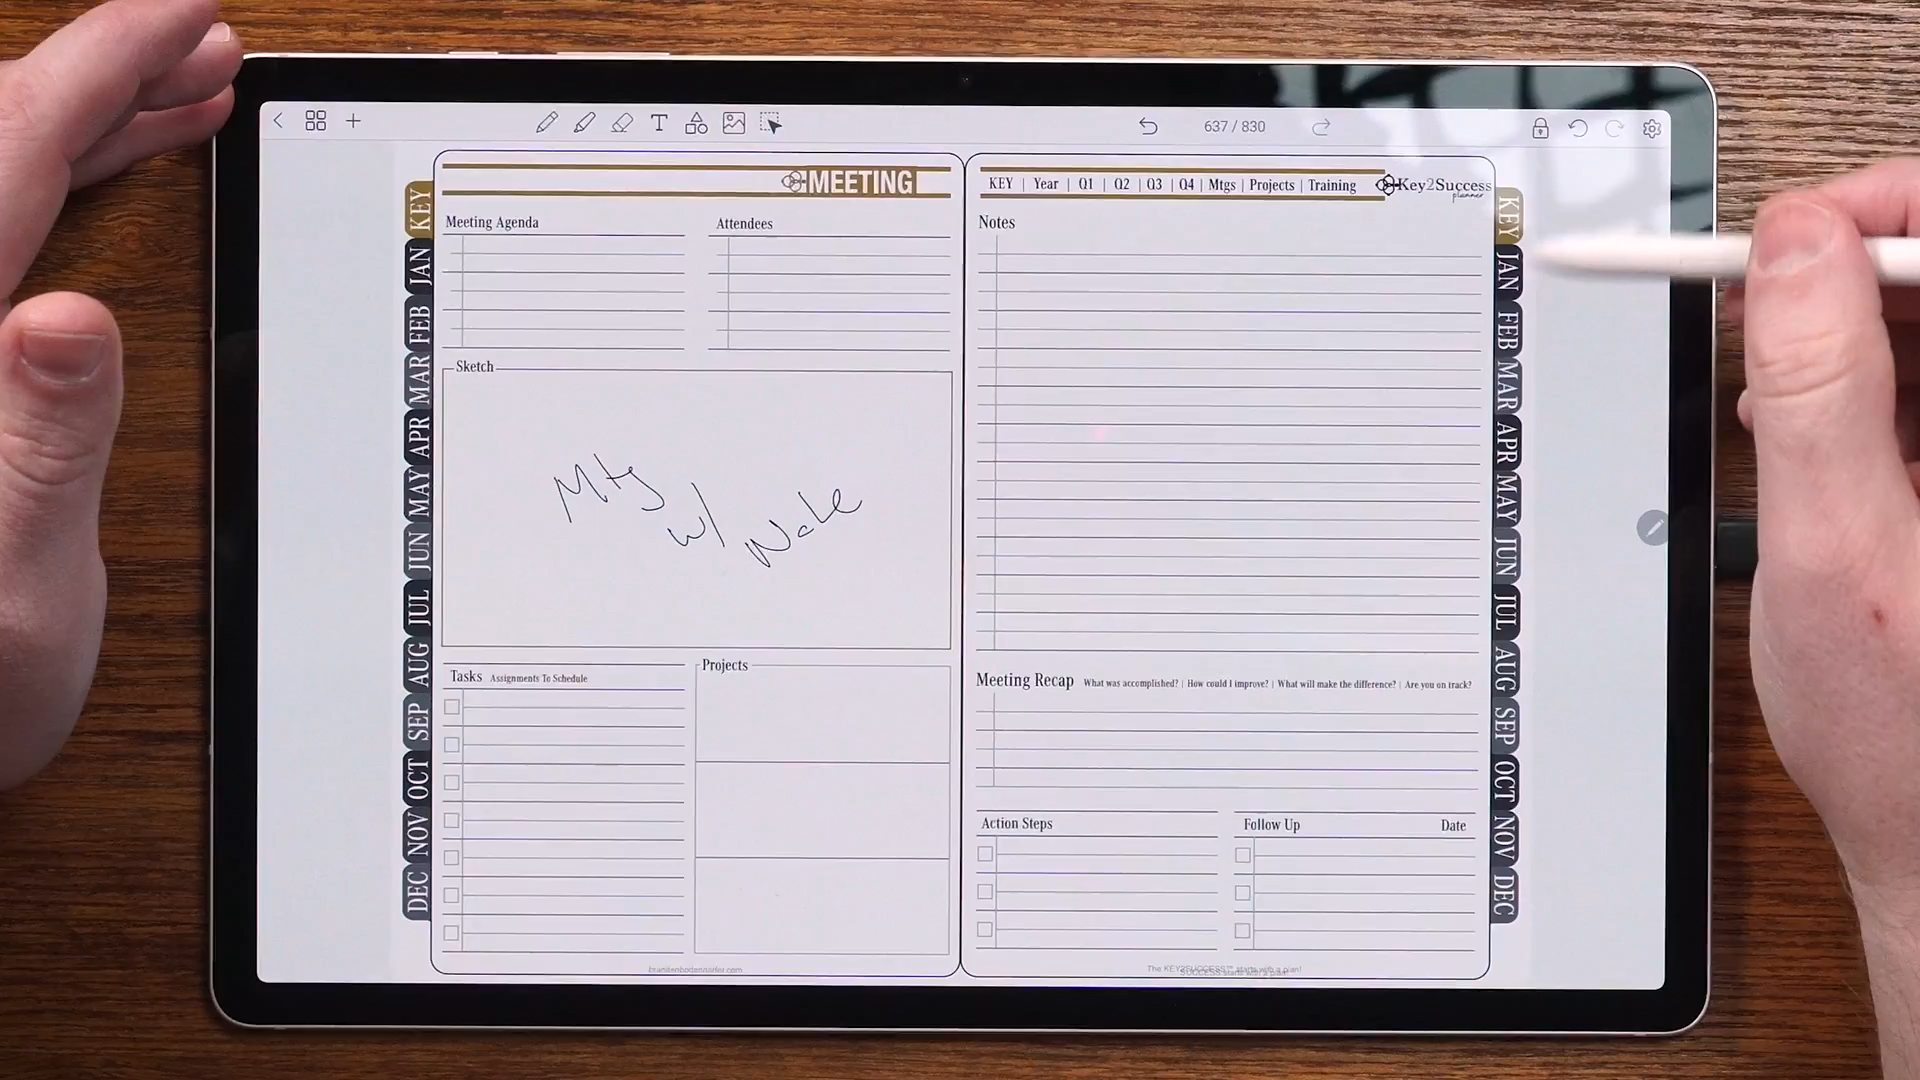 637 / 830
MEETING
KEY | Year | Q1 | Q2 | Q3 | Q4 | Mtgs | Projects | Training
Key2Success
planner
Meeting Agenda
Attendees
Sketch
Mtg
w/
Nate
Tasks Assignments To Schedule
Projects
Notes
Meeting Recap What was accomplished? | How could I improve? | What will make the difference? | Are you on track?
Action Steps
Follow Up Date
KEY
JAN
FEB
MAR
APR
MAY
JUN
JUL
AUG
SEP
OCT
NOV
DEC
KEY
JAN
FEB
MAR
APR
MAY
JUN
JUL
AUG
SEP
OCT
NOV
DEC